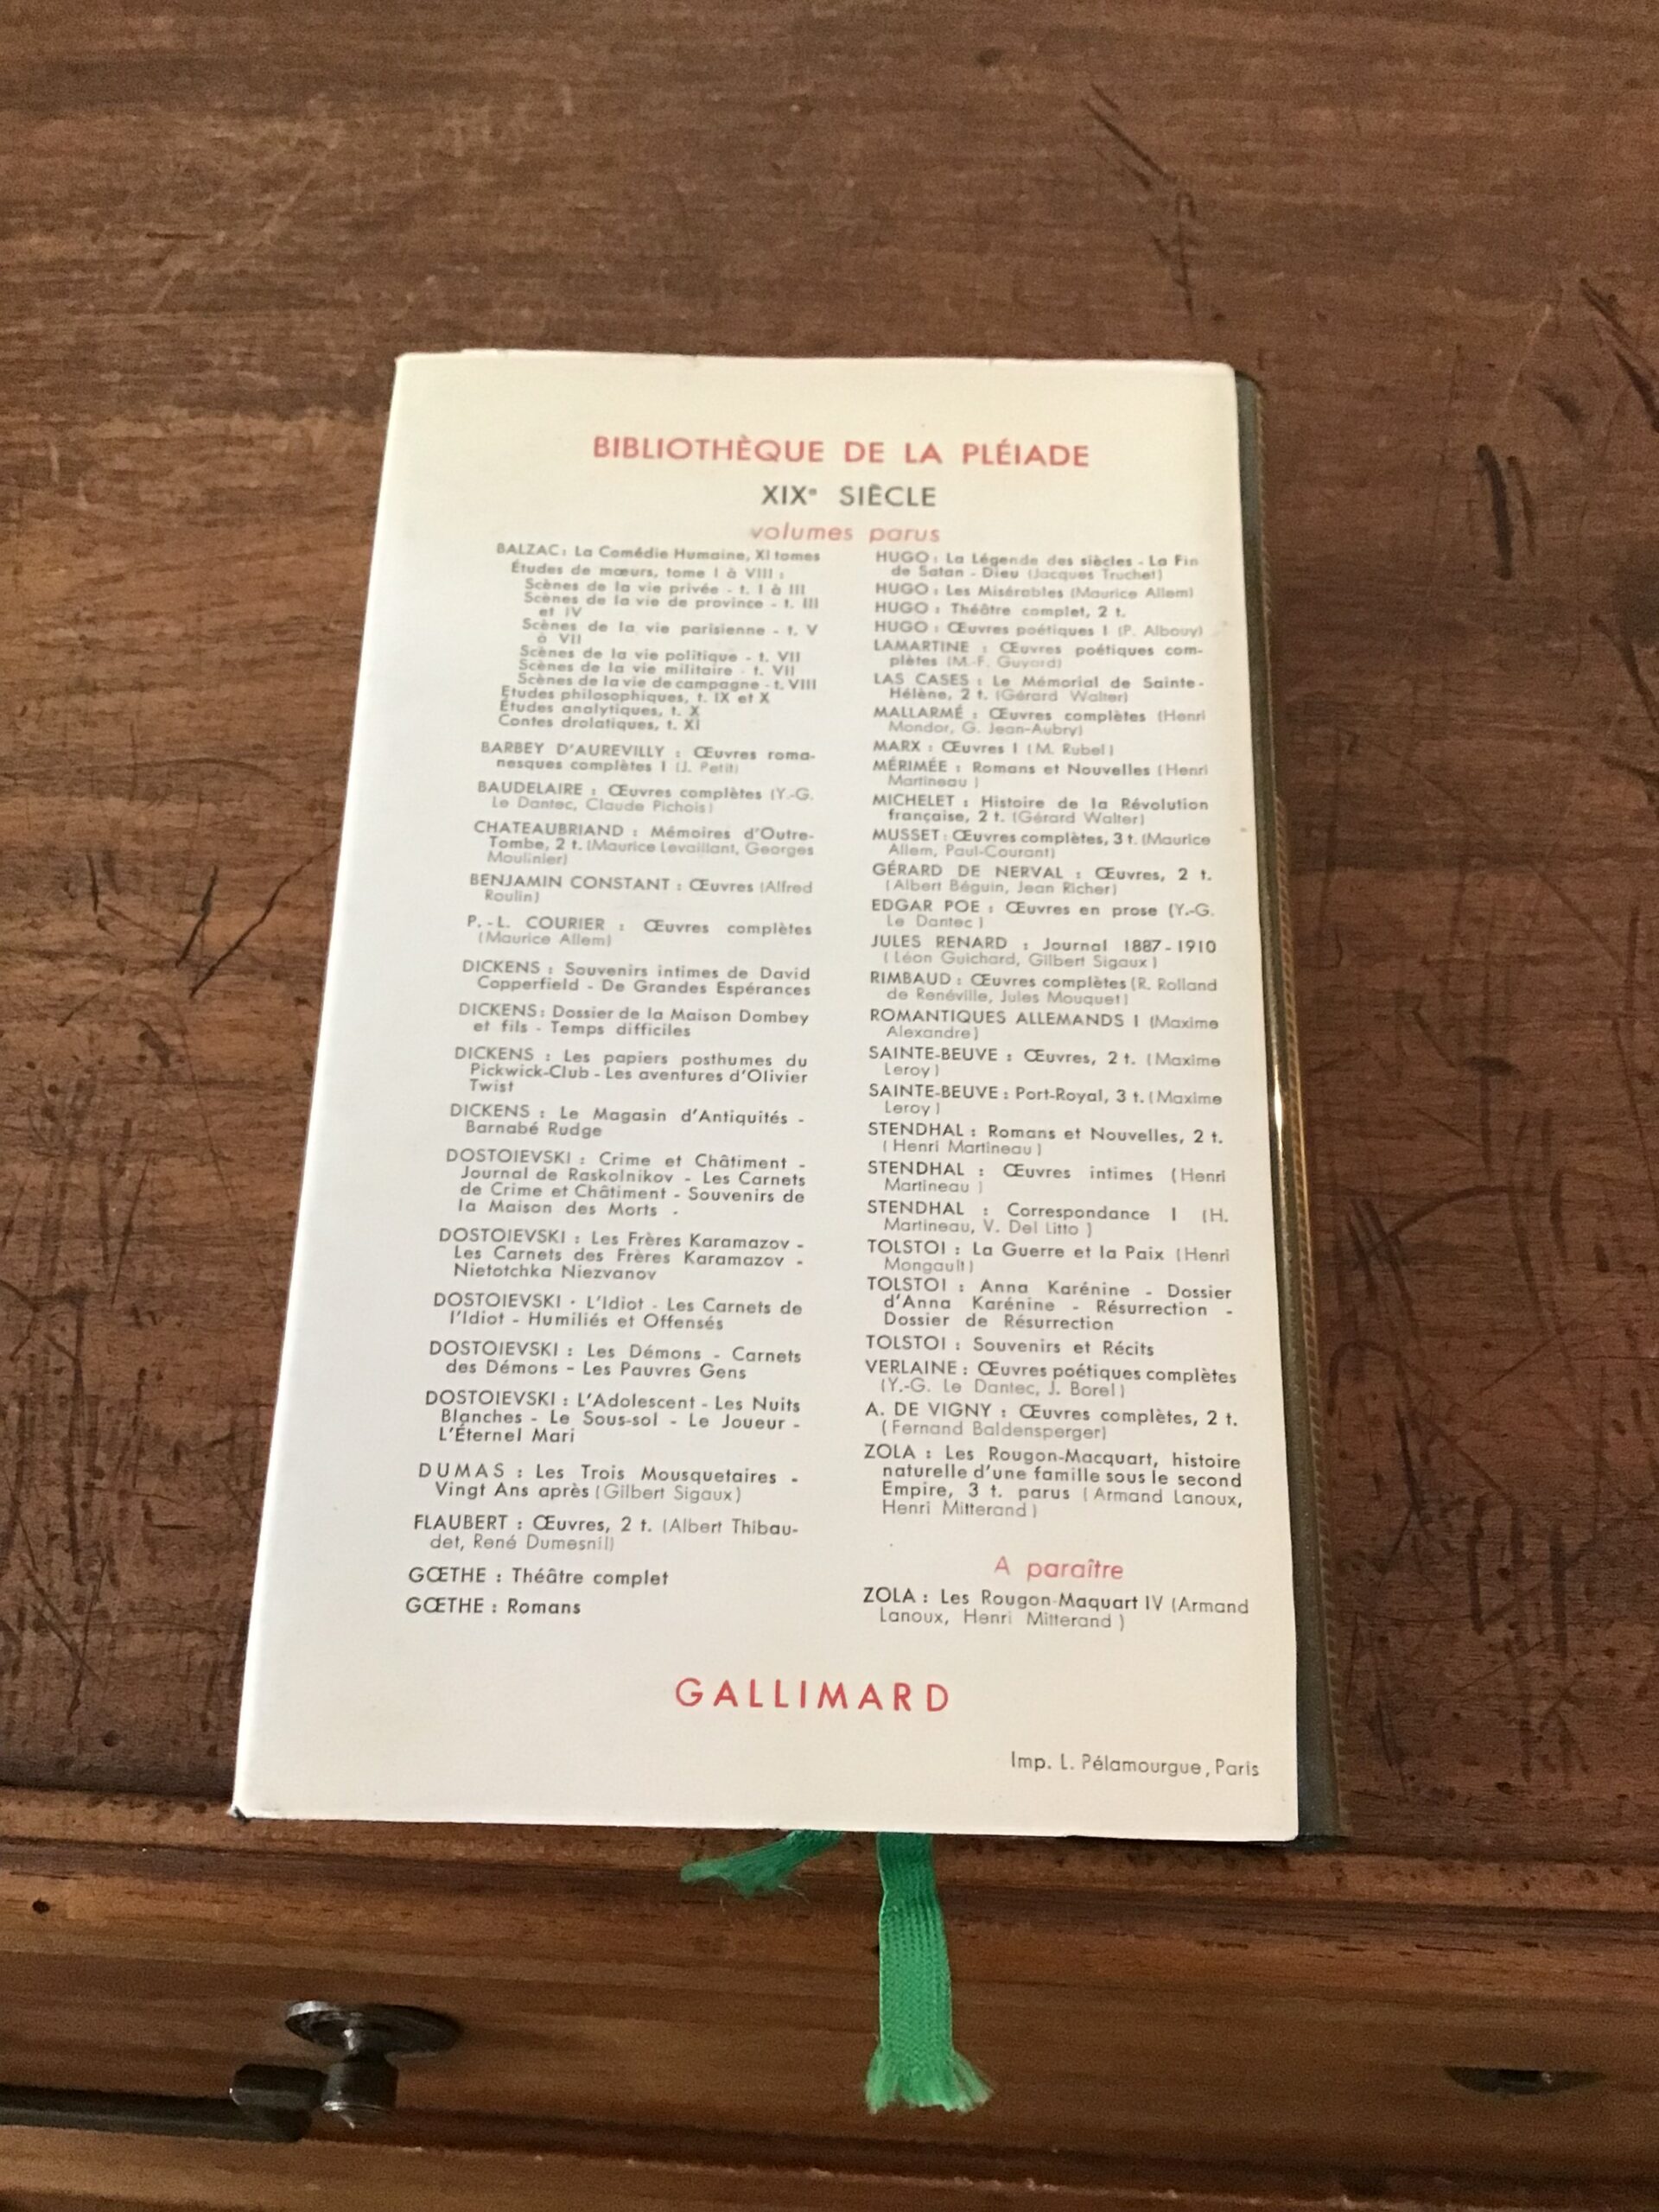 BIBLIOTHÈQUE DE LA PLÉIADE
XIXe SIÈCLE
volumes parus
BALZAC : La Comédie Humaine, XI tomes
Études de mœurs, tome I à VIII :
Scènes de la vie privée - t. I à III
Scènes de la vie de province - t. III
et IV
Scènes de la vie parisienne - t. V
à VII
Scènes de la vie politique - t. VII
Scènes de la vie militaire - t. VII
Scènes de la vie de campagne - t. VIII
Études philosophiques, t. IX et X
Études analytiques, t. X
Contes drolatiques, t. XI
BARBEY D'AUREVILLY : Œuvres roma-
nesques complètes I (J. Petit)
BAUDELAIRE : Œuvres complètes (Y.-G.
Le Dantec, Claude Pichois)
CHATEAUBRIAND : Mémoires d'Outre-
Tombe, 2 t. (Maurice Levaillant, Georges
Moulinier)
BENJAMIN CONSTANT : Œuvres (Alfred
Roulin)
P.-L. COURIER : Œuvres complètes
(Maurice Allem)
DICKENS : Souvenirs intimes de David
Copperfield - De Grandes Espérances
DICKENS : Dossier de la Maison Dombey
et fils - Temps difficiles
DICKENS : Les papiers posthumes du
Pickwick-Club - Les aventures d'Olivier
Twist
DICKENS : Le Magasin d'Antiquités -
Barnabé Rudge
DOSTOIEVSKI : Crime et Châtiment -
Journal de Raskolnikov - Les Carnets
de Crime et Châtiment - Souvenirs de
la Maison des Morts .
DOSTOIEVSKI : Les Frères Karamazov -
Les Carnets des Frères Karamazov -
Nietotchka Niezvanov
DOSTOIEVSKI · L'Idiot - Les Carnets de
l'Idiot - Humiliés et Offensés
DOSTOIEVSKI : Les Démons - Carnets
des Démons - Les Pauvres Gens
DOSTOIEVSKI : L'Adolescent - Les Nuits
Blanches - Le Sous-sol - Le Joueur -
L'Éternel Mari
DUMAS : Les Trois Mousquetaires -
Vingt Ans après (Gilbert Sigaux)
FLAUBERT : Œuvres, 2 t. (Albert Thibau-
det, René Dumesnil)
GŒTHE : Théâtre complet
GŒTHE : Romans
HUGO : La Légende des siècles - La Fin
de Satan - Dieu (Jacques Truchet)
HUGO : Les Misérables (Maurice Allem)
HUGO : Théâtre complet, 2 t.
HUGO : Œuvres poétiques I (P. Albouy)
LAMARTINE : Œuvres poétiques com-
plètes (M.-F. Guyard)
LAS CASES : Le Mémorial de Sainte-
Hélène, 2 t. (Gérard Walter)
MALLARMÉ : Œuvres complètes (Henri
Mondor, G. Jean-Aubry)
MARX : Œuvres I (M. Rubel)
MÉRIMÉE : Romans et Nouvelles (Henri
Martineau)
MICHELET : Histoire de la Révolution
française, 2 t. (Gérard Walter)
MUSSET : Œuvres complètes, 3 t. (Maurice
Allem, Paul-Courant)
GÉRARD DE NERVAL : Œuvres, 2 t.
(Albert Béguin, Jean Richer)
EDGAR POE : Œuvres en prose (Y.-G.
Le Dantec)
JULES RENARD : Journal 1887-1910
(Léon Guichard, Gilbert Sigaux)
RIMBAUD : Œuvres complètes (R. Rolland
de Renéville, Jules Mouquet)
ROMANTIQUES ALLEMANDS I (Maxime
Alexandre)
SAINTE-BEUVE : Œuvres, 2 t. (Maxime
Leroy)
SAINTE-BEUVE : Port-Royal, 3 t. (Maxime
Leroy)
STENDHAL : Romans et Nouvelles, 2 t.
(Henri Martineau)
STENDHAL : Œuvres intimes (Henri
Martineau)
STENDHAL : Correspondance I (H.
Martineau, V. Del Litto)
TOLSTOI : La Guerre et la Paix (Henri
Mongault)
TOLSTOI : Anna Karénine - Dossier
d'Anna Karénine - Résurrection -
Dossier de Résurrection
TOLSTOI : Souvenirs et Récits
VERLAINE : Œuvres poétiques complètes
(Y.-G. Le Dantec, J. Borel)
A. DE VIGNY : Œuvres complètes, 2 t.
(Fernand Baldensperger)
ZOLA : Les Rougon-Macquart, histoire
naturelle d'une famille sous le second
Empire, 3 t. parus (Armand Lanoux,
Henri Mitterand)
A paraître
ZOLA : Les Rougon-Maquart IV (Armand
Lanoux, Henri Mitterand)
GALLIMARD
Imp. L. Pélamourgue, Paris